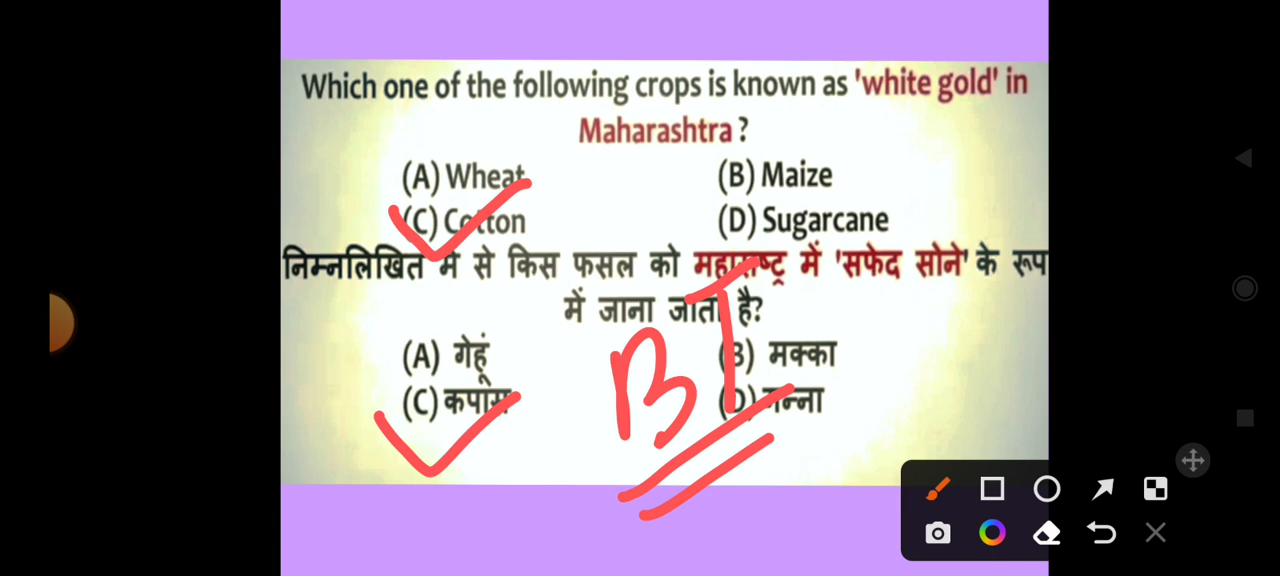 Which one of the following crops is known as 'white gold' in
Maharashtra ?
(A) Wheat (B) Maize
(C) Cotton (D) Sugarcane
निम्नलिखित में से किस फसल को महाराष्ट्र में 'सफेद सोने' के रूप
में जाना जाता है?
(A) गेहूं (B) मक्का
(C) कपास (D) गन्ना
BT